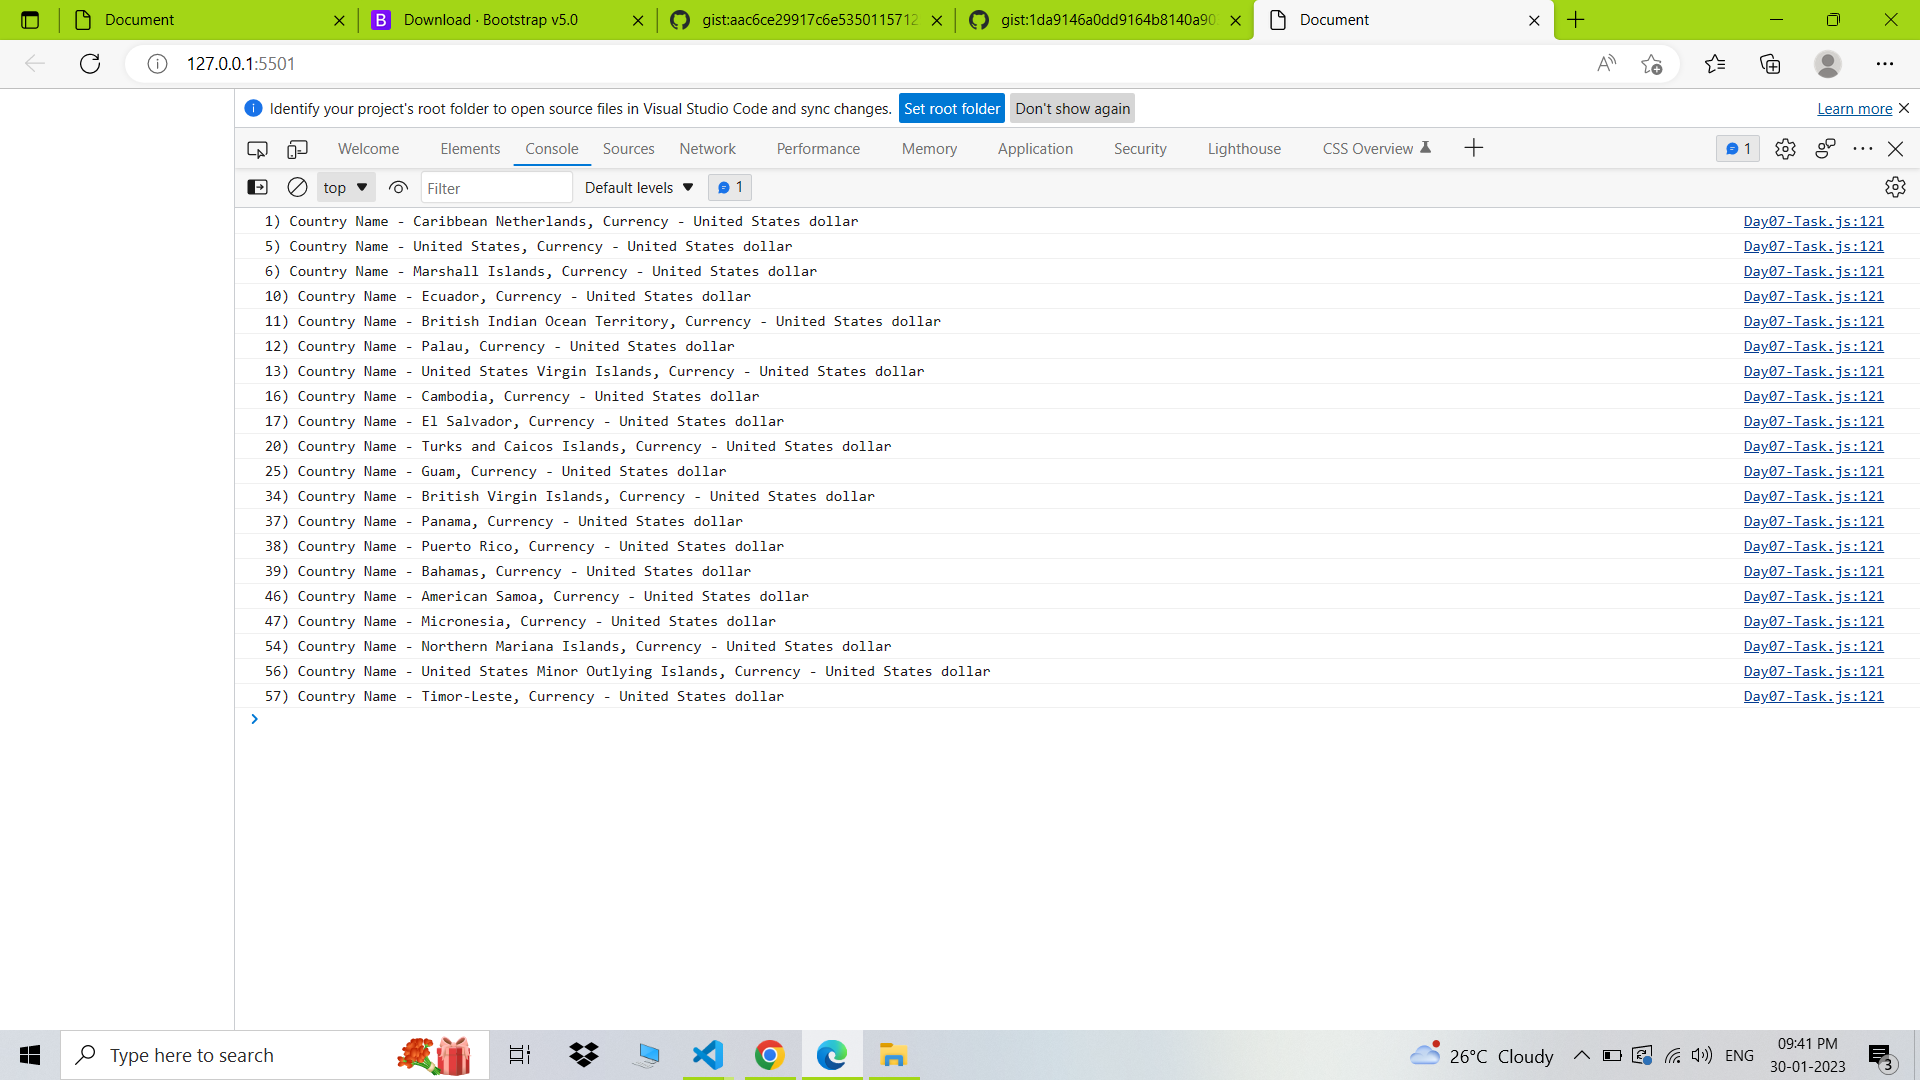 Document
Download · Bootstrap v5.0
gist:aac6ce29917c6e5350115712
gist:1da9146a0dd9164b8140a90
Document
127.0.0.1:5501
Identify your project's root folder to open source files in Visual Studio Code and sync changes. Set root folder Don't show again Learn more
Welcome Elements Console Sources Network Performance Memory Application Security Lighthouse CSS Overview 1
top Filter Default levels 1
1) Country Name - Caribbean Netherlands, Currency - United States dollar Day07-Task.js:121
5) Country Name - United States, Currency - United States dollar Day07-Task.js:121
6) Country Name - Marshall Islands, Currency - United States dollar Day07-Task.js:121
10) Country Name - Ecuador, Currency - United States dollar Day07-Task.js:121
11) Country Name - British Indian Ocean Territory, Currency - United States dollar Day07-Task.js:121
12) Country Name - Palau, Currency - United States dollar Day07-Task.js:121
13) Country Name - United States Virgin Islands, Currency - United States dollar Day07-Task.js:121
16) Country Name - Cambodia, Currency - United States dollar Day07-Task.js:121
17) Country Name - El Salvador, Currency - United States dollar Day07-Task.js:121
20) Country Name - Turks and Caicos Islands, Currency - United States dollar Day07-Task.js:121
25) Country Name - Guam, Currency - United States dollar Day07-Task.js:121
34) Country Name - British Virgin Islands, Currency - United States dollar Day07-Task.js:121
37) Country Name - Panama, Currency - United States dollar Day07-Task.js:121
38) Country Name - Puerto Rico, Currency - United States dollar Day07-Task.js:121
39) Country Name - Bahamas, Currency - United States dollar Day07-Task.js:121
46) Country Name - American Samoa, Currency - United States dollar Day07-Task.js:121
47) Country Name - Micronesia, Currency - United States dollar Day07-Task.js:121
54) Country Name - Northern Mariana Islands, Currency - United States dollar Day07-Task.js:121
56) Country Name - United States Minor Outlying Islands, Currency - United States dollar Day07-Task.js:121
57) Country Name - Timor-Leste, Currency - United States dollar Day07-Task.js:121
Type here to search
26°C Cloudy
ENG
09:41 PM
30-01-2023
3